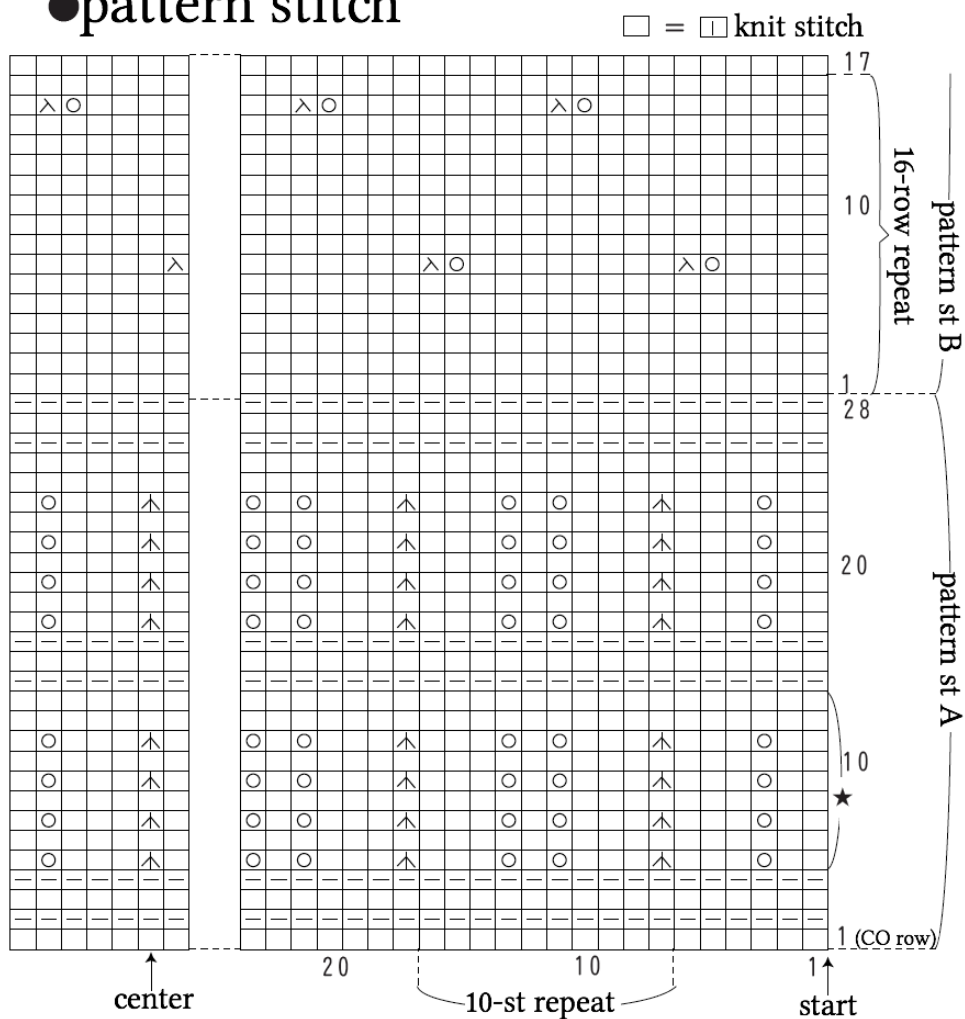 ●pattern stitch
□ = ▯ knit stitch
17
10
1
16-row repeat
pattern st B
28
20
10
★
1 (CO row)
pattern st A
20
10
1
center
10-st repeat
start